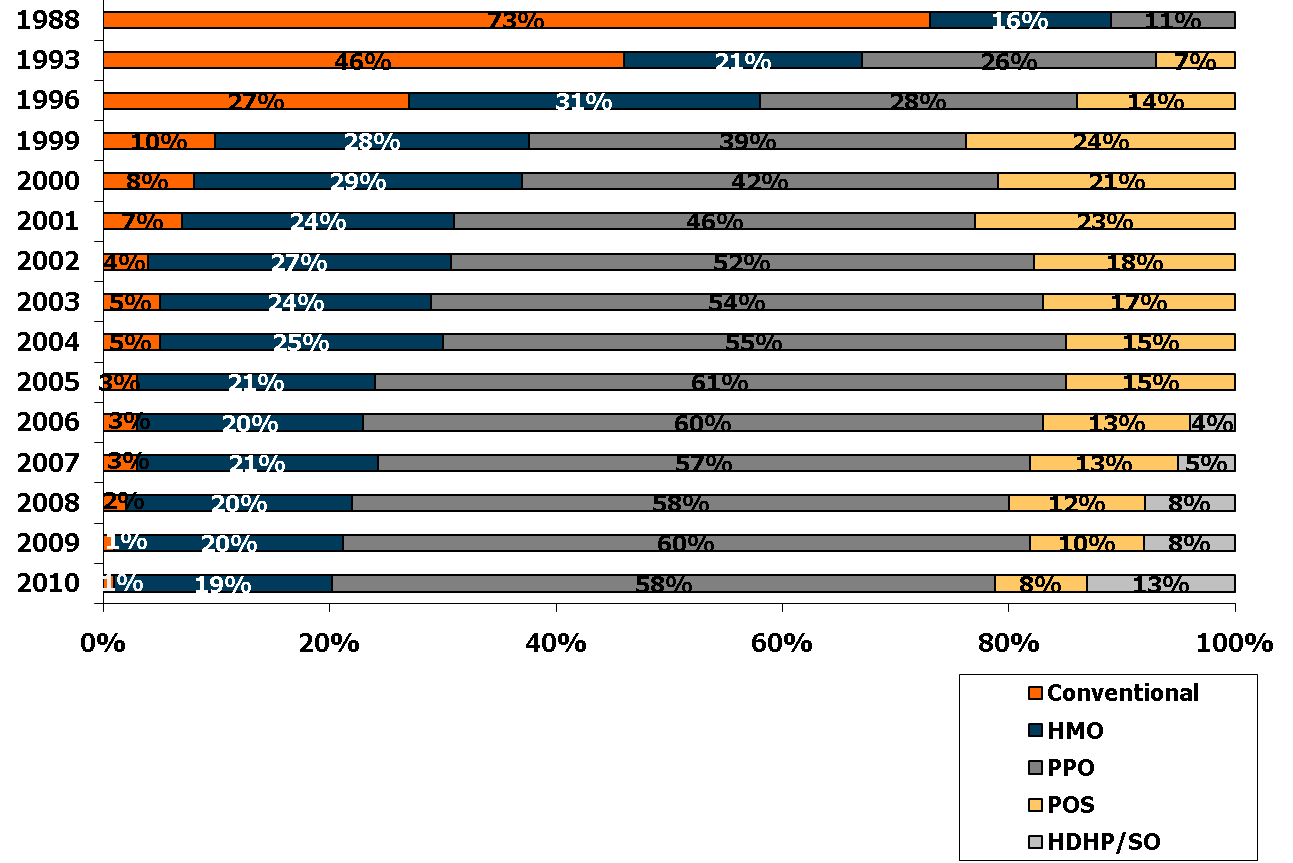 1988 73% 16% 11%
1993 46% 21% 26% 7%
1996 27% 31% 28% 14%
1999 10% 28% 39% 24%
2000 8% 29% 42% 21%
2001 7% 24% 46% 23%
2002 4% 27% 52% 18%
2003 5% 24% 54% 17%
2004 5% 25% 55% 15%
2005 3% 21% 61% 15%
2006 3% 20% 60% 13% 4%
2007 3% 21% 57% 13% 5%
2008 2% 20% 58% 12% 8%
2009 1% 20% 60% 10% 8%
2010 1% 19% 58% 8% 13%
0% 20% 40% 60% 80% 100%
Conventional
HMO
PPO
POS
HDHP/SO